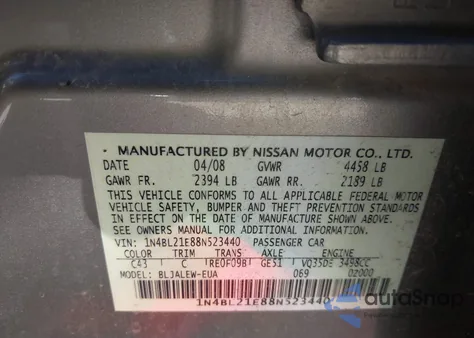 MANUFACTURED BY NISSAN MOTOR CO., LTD.
DATE 04/08 GVWR 4458 LB
GAWR FR. 2394 LB GAWR RR. 2189 LB
THIS VEHICLE CONFORMS TO ALL APPLICABLE FEDERAL MOTOR
VEHICLE SAFETY, BUMPER, AND THEFT PREVENTION STANDARDS
IN EFFECT ON THE DATE OF MANUFACTURE SHOWN ABOVE.
SEE OWNERS MANUAL FOR ADDITIONAL INFORMATION.
VIN: 1N4BL21E88N523440 PASSENGER CAR
COLOR TRIM TRANS AXLE ENGINE
C43 C RE0F09B GE51 VQ35DE 3498CC
MODEL: BLJALEW-EUA 069 02000
1N4BL21E88N523440
autoSnap